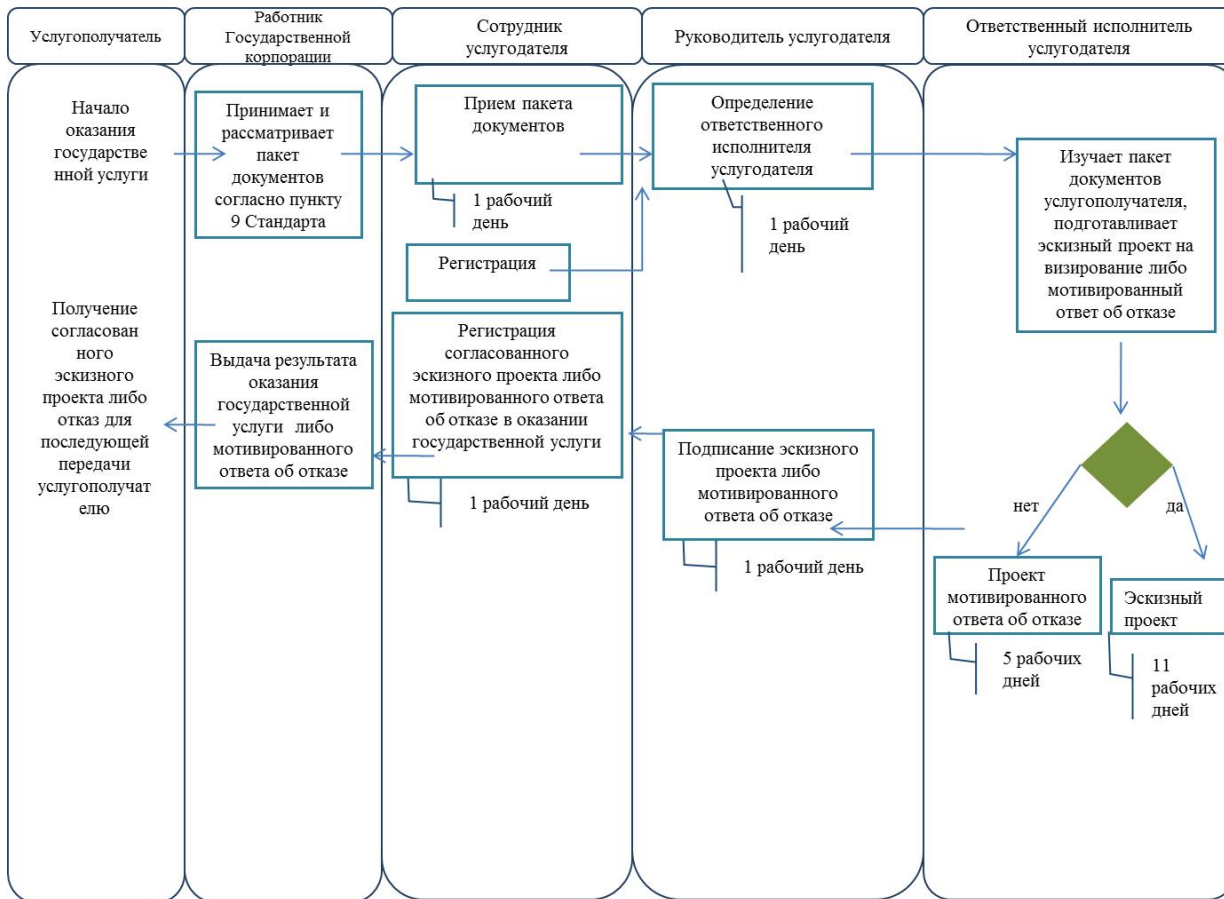 Услугополучатель
Работник
Государственной
корпорации
Сотрудник
услугодателя
Руководитель услугодателя
Ответственный исполнитель
услугодателя
Начало
оказания
государстве
нной услуги
Принимает и
рассматривает
пакет
документов
согласно пункту
9 Стандарта
Прием пакета
документов
1 рабочий
день
Регистрация
Определение
ответственного
исполнителя
услугодателя
1 рабочий
день
Изучает пакет
документов
услугополучателя,
подготавливает
эскизный проект на
визирование либо
мотивированный
ответ об отказе
Получение
согласован
ного
эскизного
проекта либо
отказ для
последующей
передачи
услугополучат
елю
Выдача результата
оказания
государственной
услуги либо
мотивированного
ответа об отказе
Регистрация
согласованного
эскизного проекта либо
мотивированного ответа
об отказе в оказании
государственной услуги
1 рабочий день
Подписание эскизного
проекта либо
мотивированного
ответа об отказе
1 рабочий день
нет
да
Проект
мотивированного
ответа об отказе
5 рабочих
дней
Эскизный
проект
11
рабочих
дней